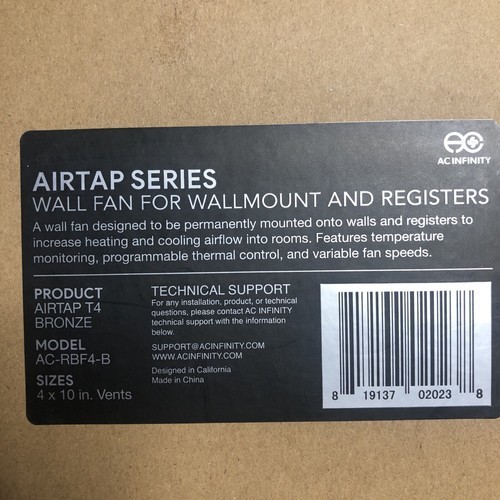 AC INFINITY
AIRTAP SERIES
WALL FAN FOR WALLMOUNT AND REGISTERS
A wall fan designed to be permanently mounted onto walls and registers to
increase heating and cooling airflow into rooms. Features temperature
monitoring, programmable thermal control, and variable fan speeds.
PRODUCT
AIRTAP T4
BRONZE
MODEL
AC-RBF4-B
SIZES
4 x 10 in. Vents
TECHNICAL SUPPORT
For any installation, product, or technical
questions, please contact AC INFINITY
technical support with the information
below.
SUPPORT@ACINFINITY.COM
WWW.ACINFINITY.COM
Designed in California
Made in China
8 19137 02023 8